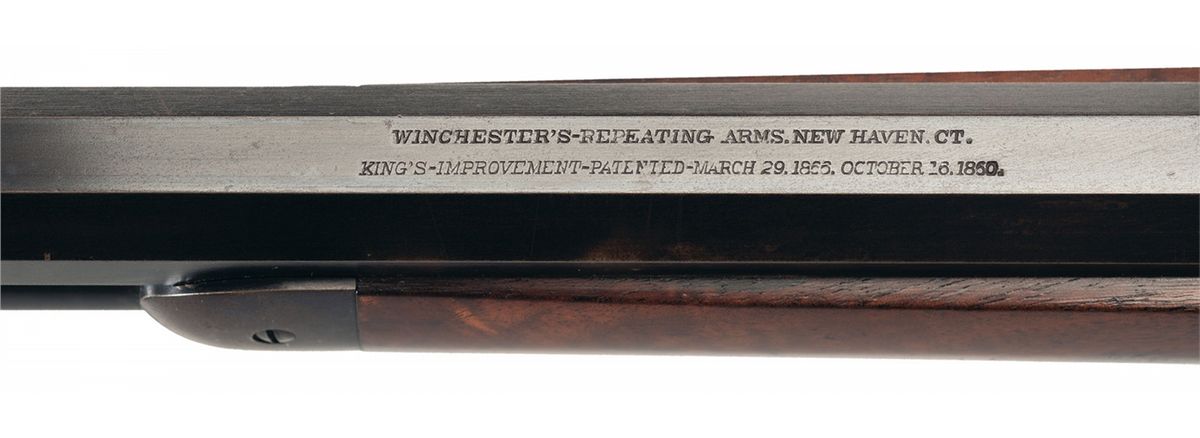 WINCHESTER'S-REPEATING ARMS. NEW HAVEN. CT.
KING'S-IMPROVEMENT-PATENTED-MARCH 29. 1866. OCTOBER 16. 1860.